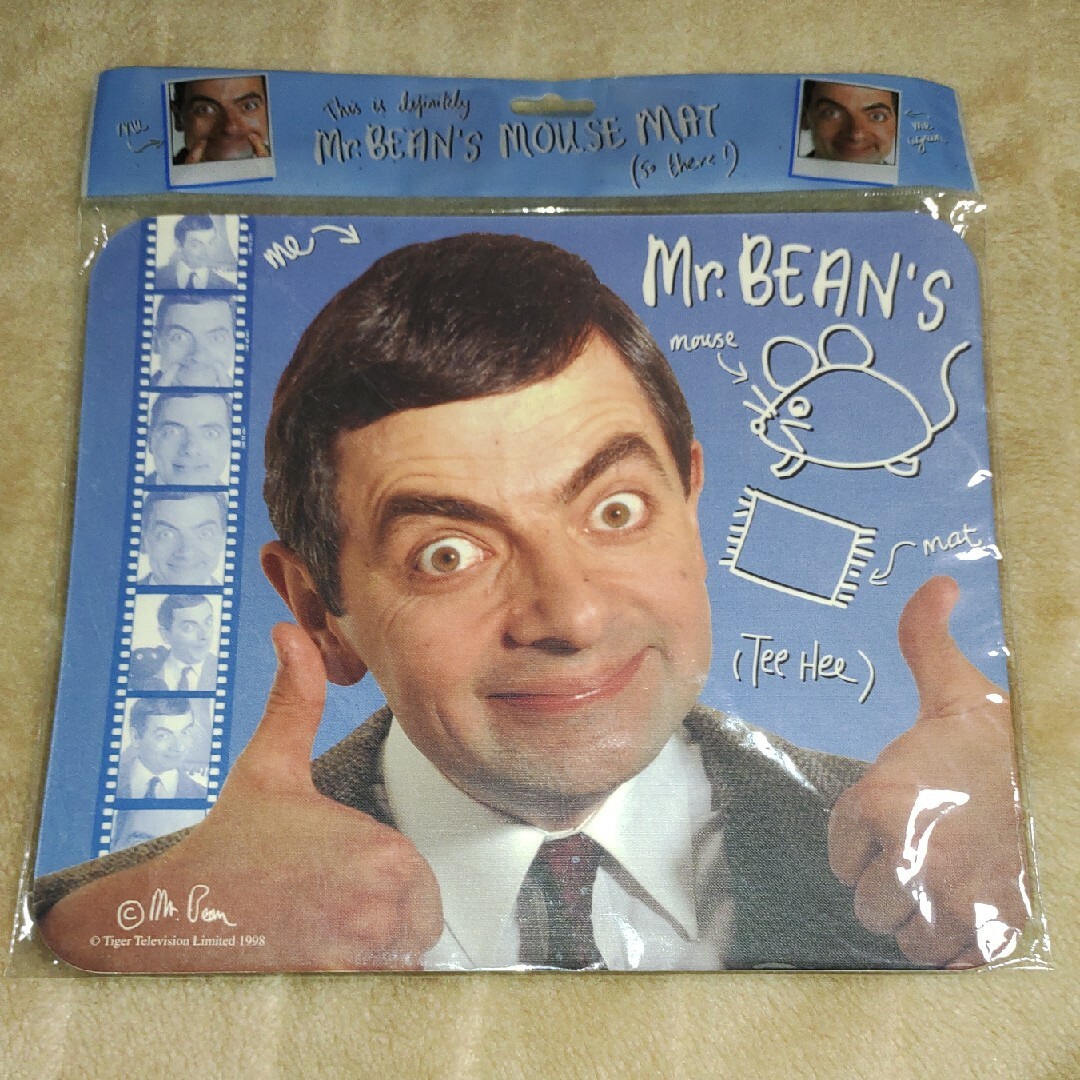 This is definitely
Mr. BEAN'S MOUSE MAT
(so there!)
me
me
again
me
Mr. BEAN'S
mouse
mat
(Tee Hee)
© Mr. Bean
© Tiger Television Limited 1998